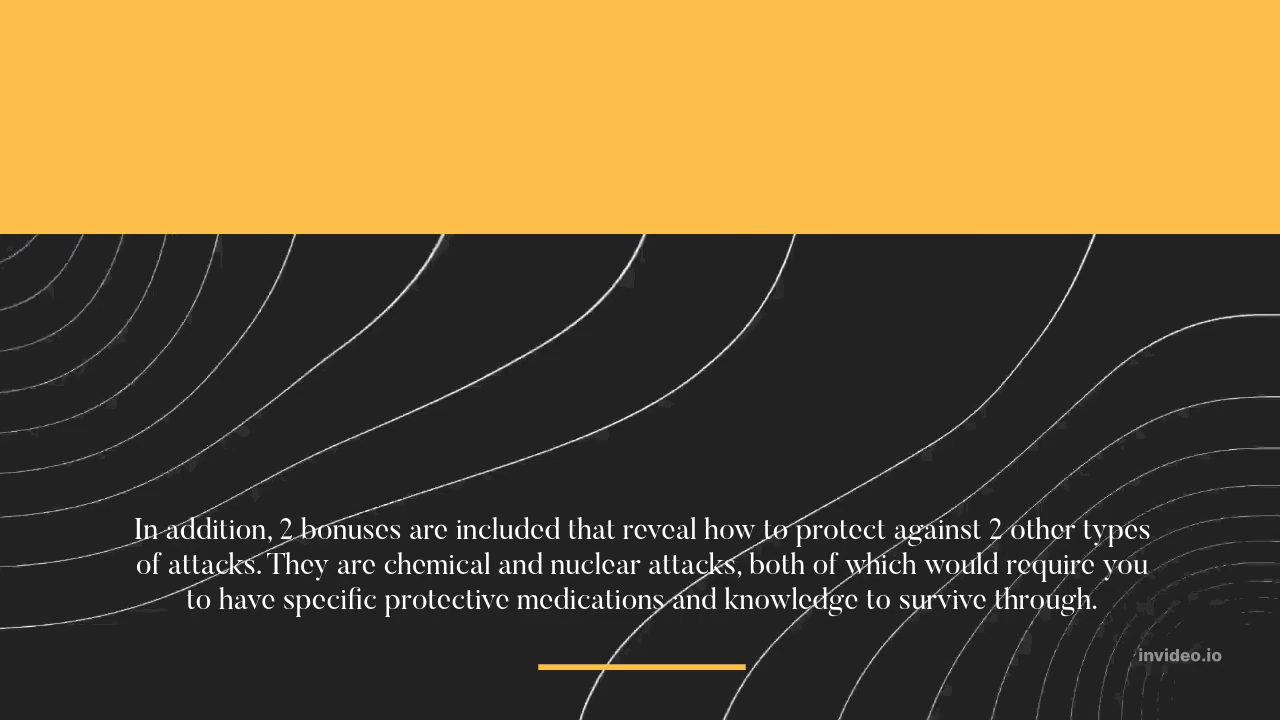 In addition, 2 bonuses are included that reveal how to protect against 2 other types
of attacks. They are chemical and nuclear attacks, both of which would require you
to have specific protective medications and knowledge to survive through.
invideo.io